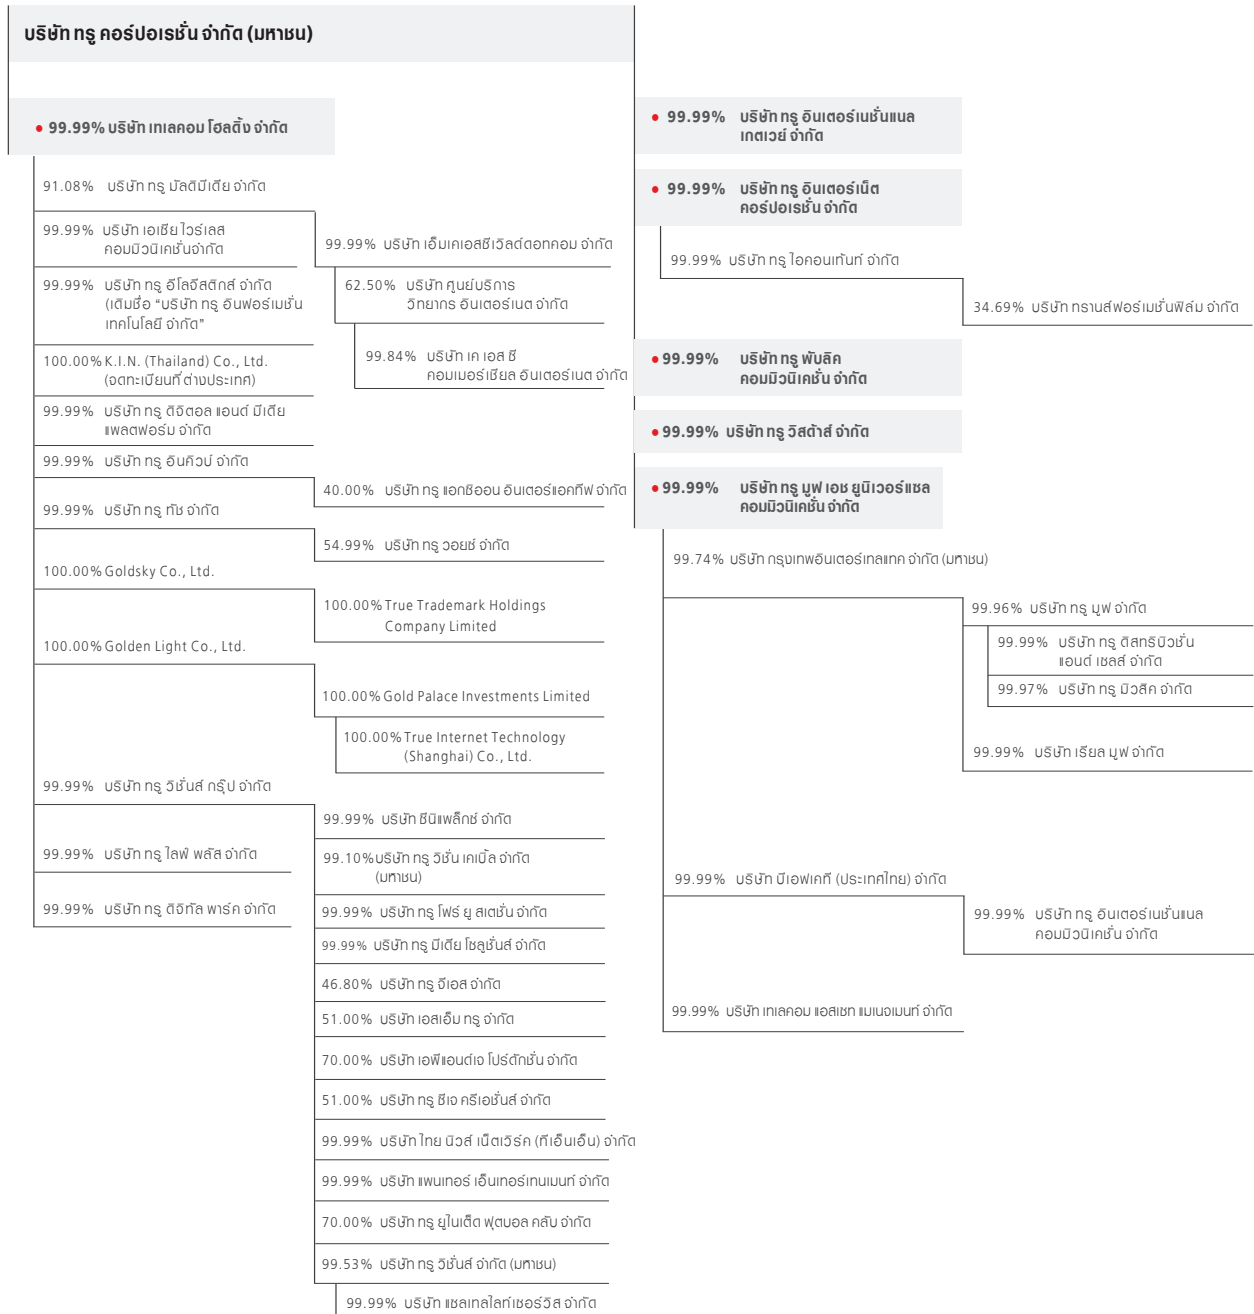 บริษัท ทรู คอร์ปอเรชั่น จำกัด (มหาชน)
• 99.99% บริษัท เทเลคอม โฮลดิ้ง จำกัด
91.08% บริษัท ทรู มัลติมีเดีย จำกัด
99.99% บริษัท เอเชีย ไวร์เลส
คอมมิวนิเคชั่นจำกัด
99.99% บริษัท เอ็มเคเอสซีเวิลด์ดอทคอม จำกัด
62.50% บริษัท ศูนย์บริการ
วิทยากร อินเตอร์เนต จำกัด
99.84% บริษัท เค เอส ซี
คอมเมอร์เชียล อินเตอร์เนต จำกัด
99.99% บริษัท ทรู อีโลจีสติกส์ จำกัด
(เดิมชื่อ “บริษัท ทรู อินฟอร์เมชั่น
เทคโนโลยี จำกัด”
100.00% K.I.N. (Thailand) Co., Ltd.
(จดทะเบียนที่ต่างประเทศ)
99.99% บริษัท ทรู ดิจิตอล แอนด์ มีเดีย
แพลตฟอร์ม จำกัด
99.99% บริษัท ทรู อินคิวบ์ จำกัด
40.00% บริษัท ทรู แอกซิออน อินเตอร์แอคทีฟ จำกัด
99.99% บริษัท ทรู ทัช จำกัด
54.99% บริษัท ทรู วอยซ์ จำกัด
100.00% Goldsky Co., Ltd.
100.00% True Trademark Holdings
Company Limited
100.00% Golden Light Co., Ltd.
100.00% Gold Palace Investments Limited
100.00% True Internet Technology
(Shanghai) Co., Ltd.
99.99% บริษัท ทรู วิชั่นส์ กรุ๊ป จำกัด
99.99% บริษัท ซีนิเพล็กซ์ จำกัด
99.10% บริษัท ทรู วิชั่น เคเบิ้ล จำกัด
(มหาชน)
99.99% บริษัท ทรู โฟร์ ยู สเตชั่น จำกัด
99.99% บริษัท ทรู มีเดีย โซลูชั่นส์ จำกัด
46.80% บริษัท ทรู จีเอส จำกัด
51.00% บริษัท เอสเอ็ม ทรู จำกัด
70.00% บริษัท เอพีแอนด์เจ โปร์ดักชั่น จำกัด
51.00% บริษัท ทรู ซีเจ ครีเอชั่นส์ จำกัด
99.99% บริษัท ไทย นิวส์ เน็ตเวิร์ค (ทีเอ็นเอ็น) จำกัด
99.99% บริษัท แพนเทอร์ เอ็นเทอร์เทนเมนท์ จำกัด
70.00% บริษัท ทรู ยูไนเต็ด ฟุตบอล คลับ จำกัด
99.53% บริษัท ทรู วิชั่นส์ จำกัด (มหาชน)
99.99% บริษัท แซลเทลไลท์เซอร์วิส จำกัด
99.99% บริษัท ทรู ไลฟ์ พลัส จำกัด
99.99% บริษัท ทรู ดิจิทัล พาร์ค จำกัด
• 99.99% บริษัท ทรู อินเตอร์เนชั่นแนล
เกตเวย์ จำกัด
• 99.99% บริษัท ทรู อินเตอร์เน็ต
คอร์ปอเรชั่น จำกัด
99.99% บริษัท ทรู ไอคอนเท้นท์ จำกัด
34.69% บริษัท ทรานส์ฟอร์เมชั่นฟิล์ม จำกัด
• 99.99% บริษัท ทรู พับลิค
คอมมิวนิเคชั่น จำกัด
• 99.99% บริษัท ทรู วิสต้าส์ จำกัด
• 99.99% บริษัท ทรู มูฟ เอช ยูนิเวอร์แซล
คอมมิวนิเคชั่น จำกัด
99.74% บริษัท กรุงเทพอินเตอร์เทลเทค จำกัด (มหาชน)
99.96% บริษัท ทรู มูฟ จำกัด
99.99% บริษัท ทรู ดิสทริบิวชั่น
แอนด์ เซลส์ จำกัด
99.97% บริษัท ทรู มิวสิค จำกัด
99.99% บริษัท เรียล มูฟ จำกัด
99.99% บริษัท บีเอฟเคที (ประเทศไทย) จำกัด
99.99% บริษัท ทรู อินเตอร์เนชั่นแนล
คอมมิวนิเคชั่น จำกัด
99.99% บริษัท เทเลคอม แอสเซท แมเนจเมนท์ จำกัด